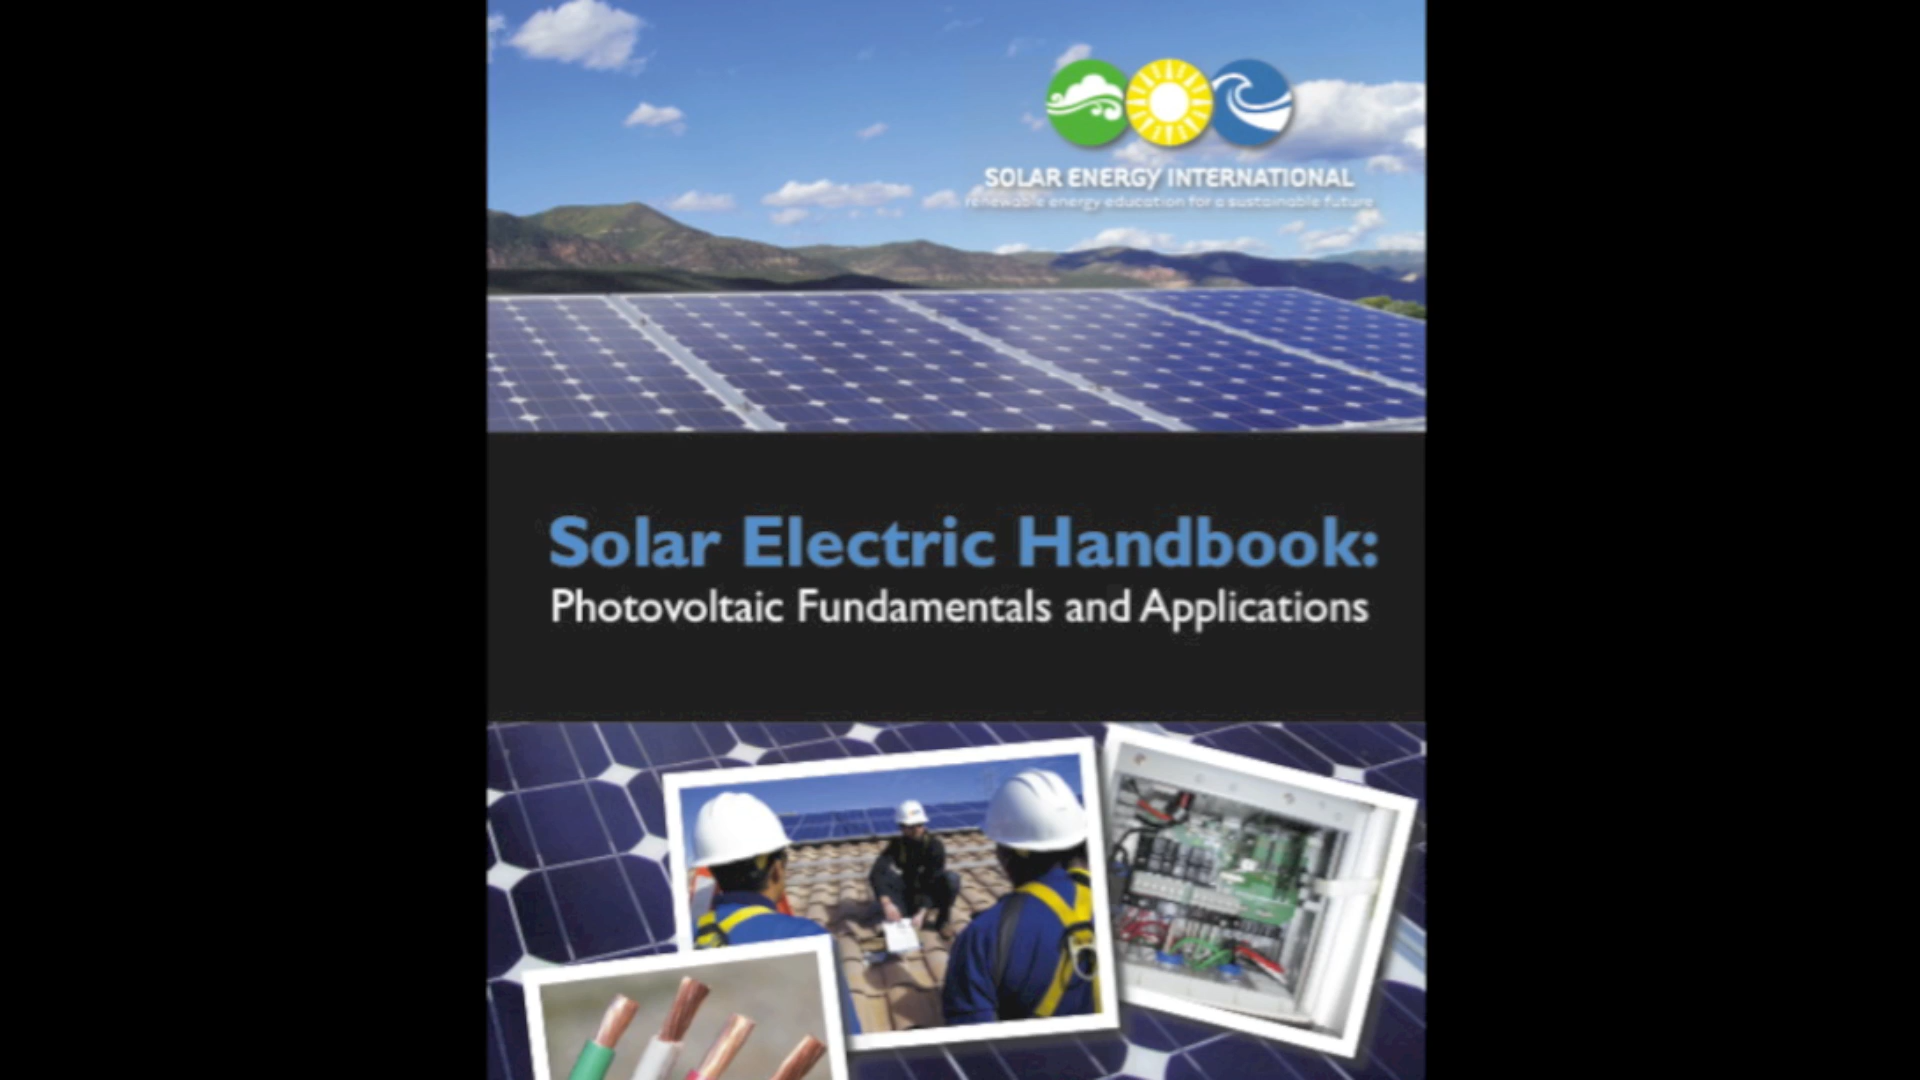 SOLAR ENERGY INTERNATIONAL
renewable energy education for a sustainable future
Solar Electric Handbook:
Photovoltaic Fundamentals and Applications